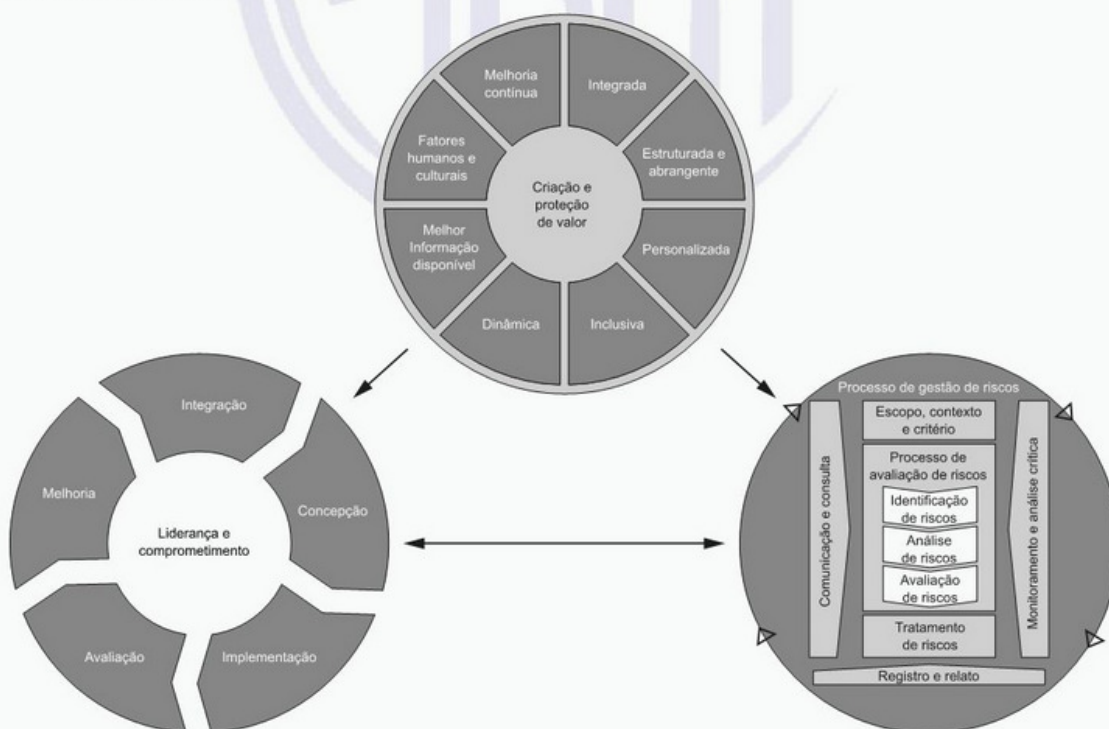 Melhoria
contínua
Integrada
Fatores
humanos e
culturais
Estruturada e
abrangente
Criação e
proteção
de valor
Melhor
Informação
disponível
Personalizada
Dinâmica
Inclusiva
Integração
Melhoria
Concepção
Liderança e
comprometimento
Avaliação
Implementação
Processo de gestão de riscos
Escopo, contexto
e critério
Processo de
avaliação de riscos
Identificação
de riscos
Análise
de riscos
Avaliação
de riscos
Tratamento
de riscos
Comunicação e consulta
Monitoramento e análise crítica
Registro e relato